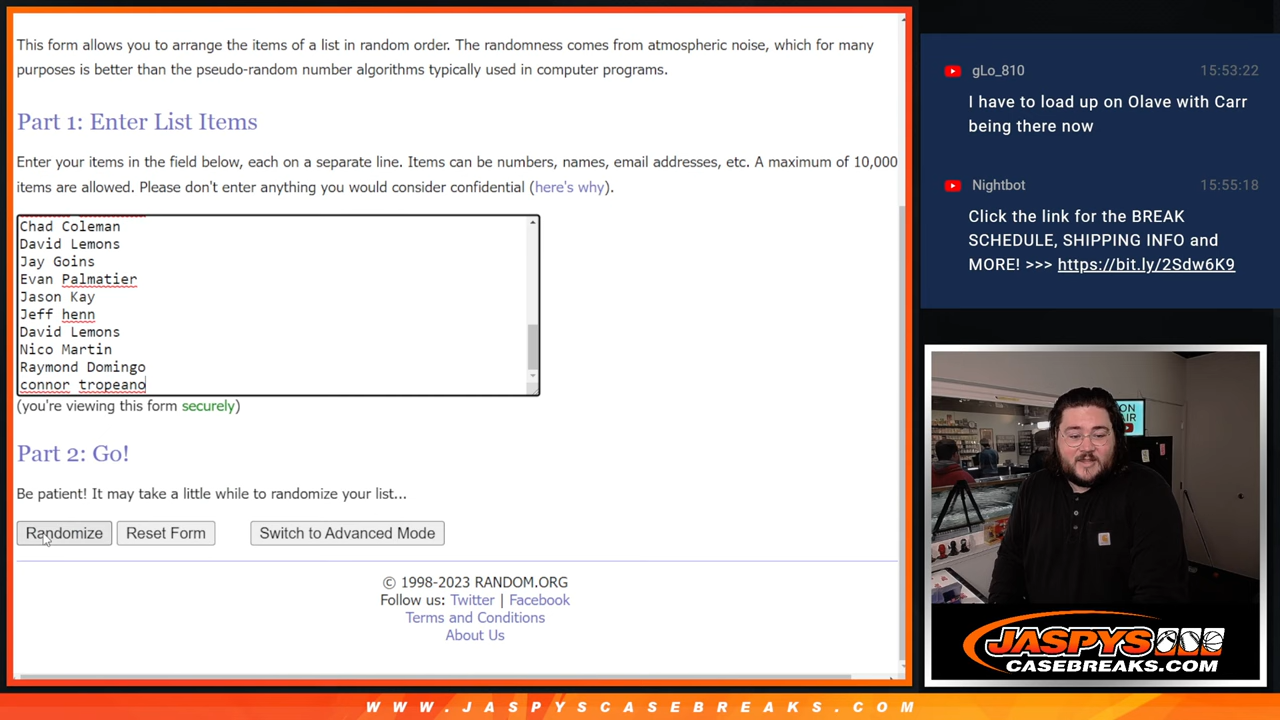 This form allows you to arrange the items of a list in random order. The randomness comes from atmospheric noise, which for many
purposes is better than the pseudo-random number algorithms typically used in computer programs.
Part 1: Enter List Items
Enter your items in the field below, each on a separate line. Items can be numbers, names, email addresses, etc. A maximum of 10,000
items are allowed. Please don't enter anything you would consider confidential (here's why).
Chad Coleman
David Lemons
Jay Goins
Evan Palmatier
Jason Kay
Jeff henn
David Lemons
Nico Martin
Raymond Domingo
connor tropeano
(you're viewing this form securely)
Part 2: Go!
Be patient! It may take a little while to randomize your list...
Randomize
Reset Form
Switch to Advanced Mode
© 1998-2023 RANDOM.ORG
Follow us: Twitter | Facebook
Terms and Conditions
About Us
gLo_810 15:53:22
I have to load up on Olave with Carr
being there now
Nightbot 15:55:18
Click the link for the BREAK
SCHEDULE, SHIPPING INFO and
MORE! >>> https://bit.ly/2Sdw6K9
ON
AIR
JASPYS
CASEBREAKS.COM
WWW.JASPYSCASEBREAKS.COM